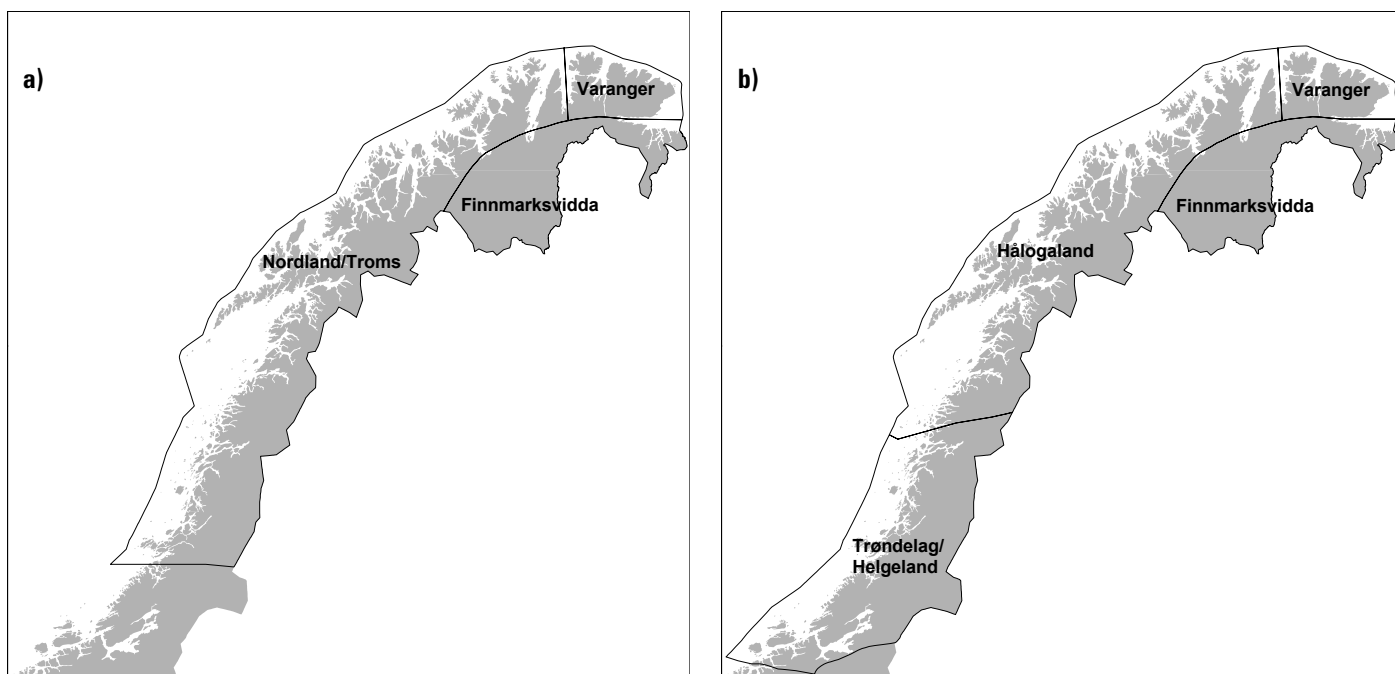 a)
Varanger
Finnmarksvidda
Nordland/Troms
b)
Varanger
Finnmarksvidda
Hålogaland
Trøndelag/
Helgeland